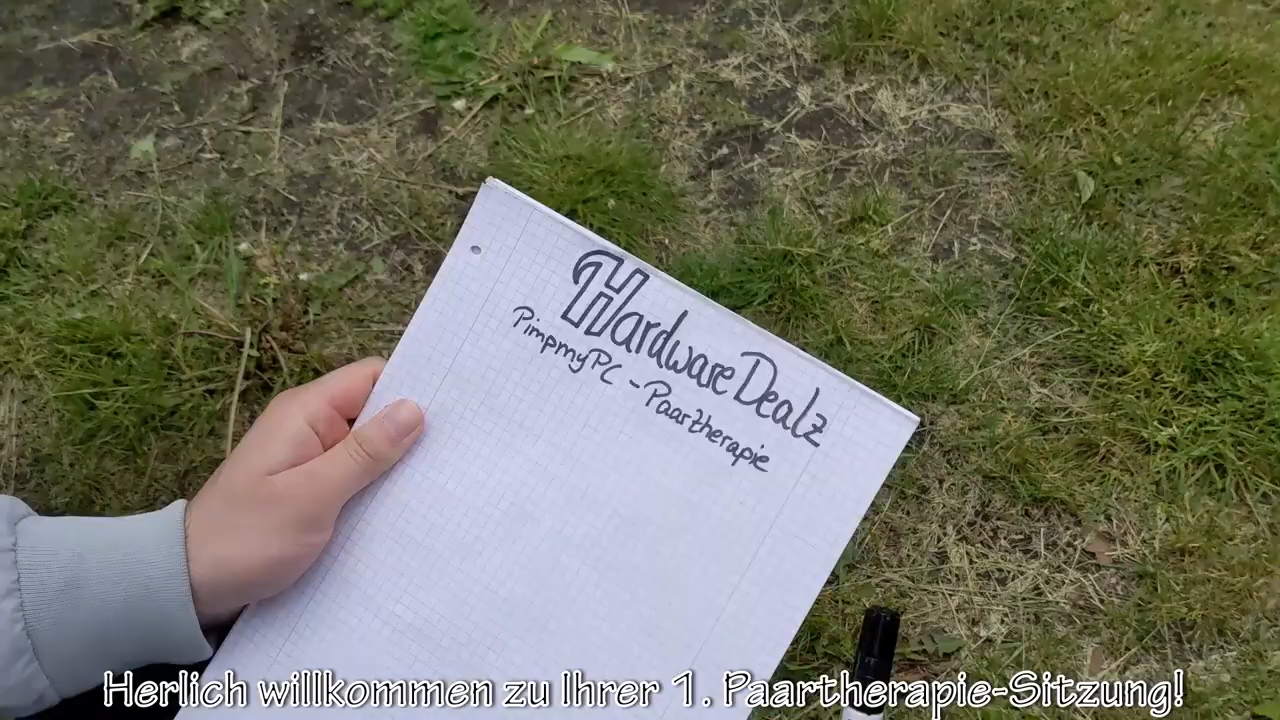 HardwareDealz
PimpmyPC - Paartherapie
Herlich willkommen zu Ihrer 1. Paartherapie-Sitzung!